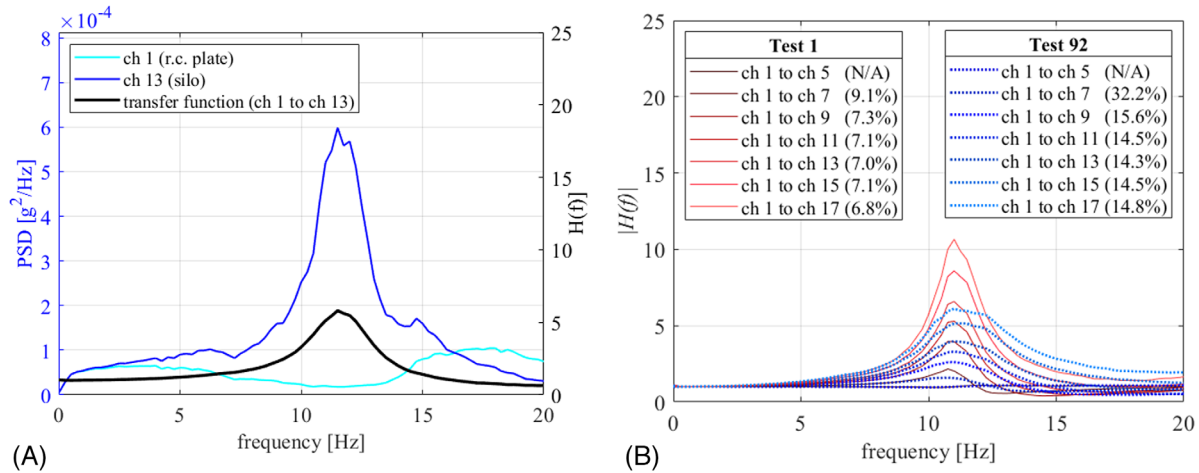 ×10⁻⁴
8
7
6
5
4
3
2
1
0
PSD [g²/Hz]
ch 1 (r.c. plate)
ch 13 (silo)
transfer function (ch 1 to ch 13)
25
20
15
10
5
0
H(f)
0 5 10 15 20
frequency [Hz]
(A)
25
20
15
10
5
0
|H(f)|
Test 1
ch 1 to ch 5 (N/A)
ch 1 to ch 7 (9.1%)
ch 1 to ch 9 (7.3%)
ch 1 to ch 11 (7.1%)
ch 1 to ch 13 (7.0%)
ch 1 to ch 15 (7.1%)
ch 1 to ch 17 (6.8%)
Test 92
ch 1 to ch 5 (N/A)
ch 1 to ch 7 (32.2%)
ch 1 to ch 9 (15.6%)
ch 1 to ch 11 (14.5%)
ch 1 to ch 13 (14.3%)
ch 1 to ch 15 (14.5%)
ch 1 to ch 17 (14.8%)
0 5 10 15 20
frequency [Hz]
(B)